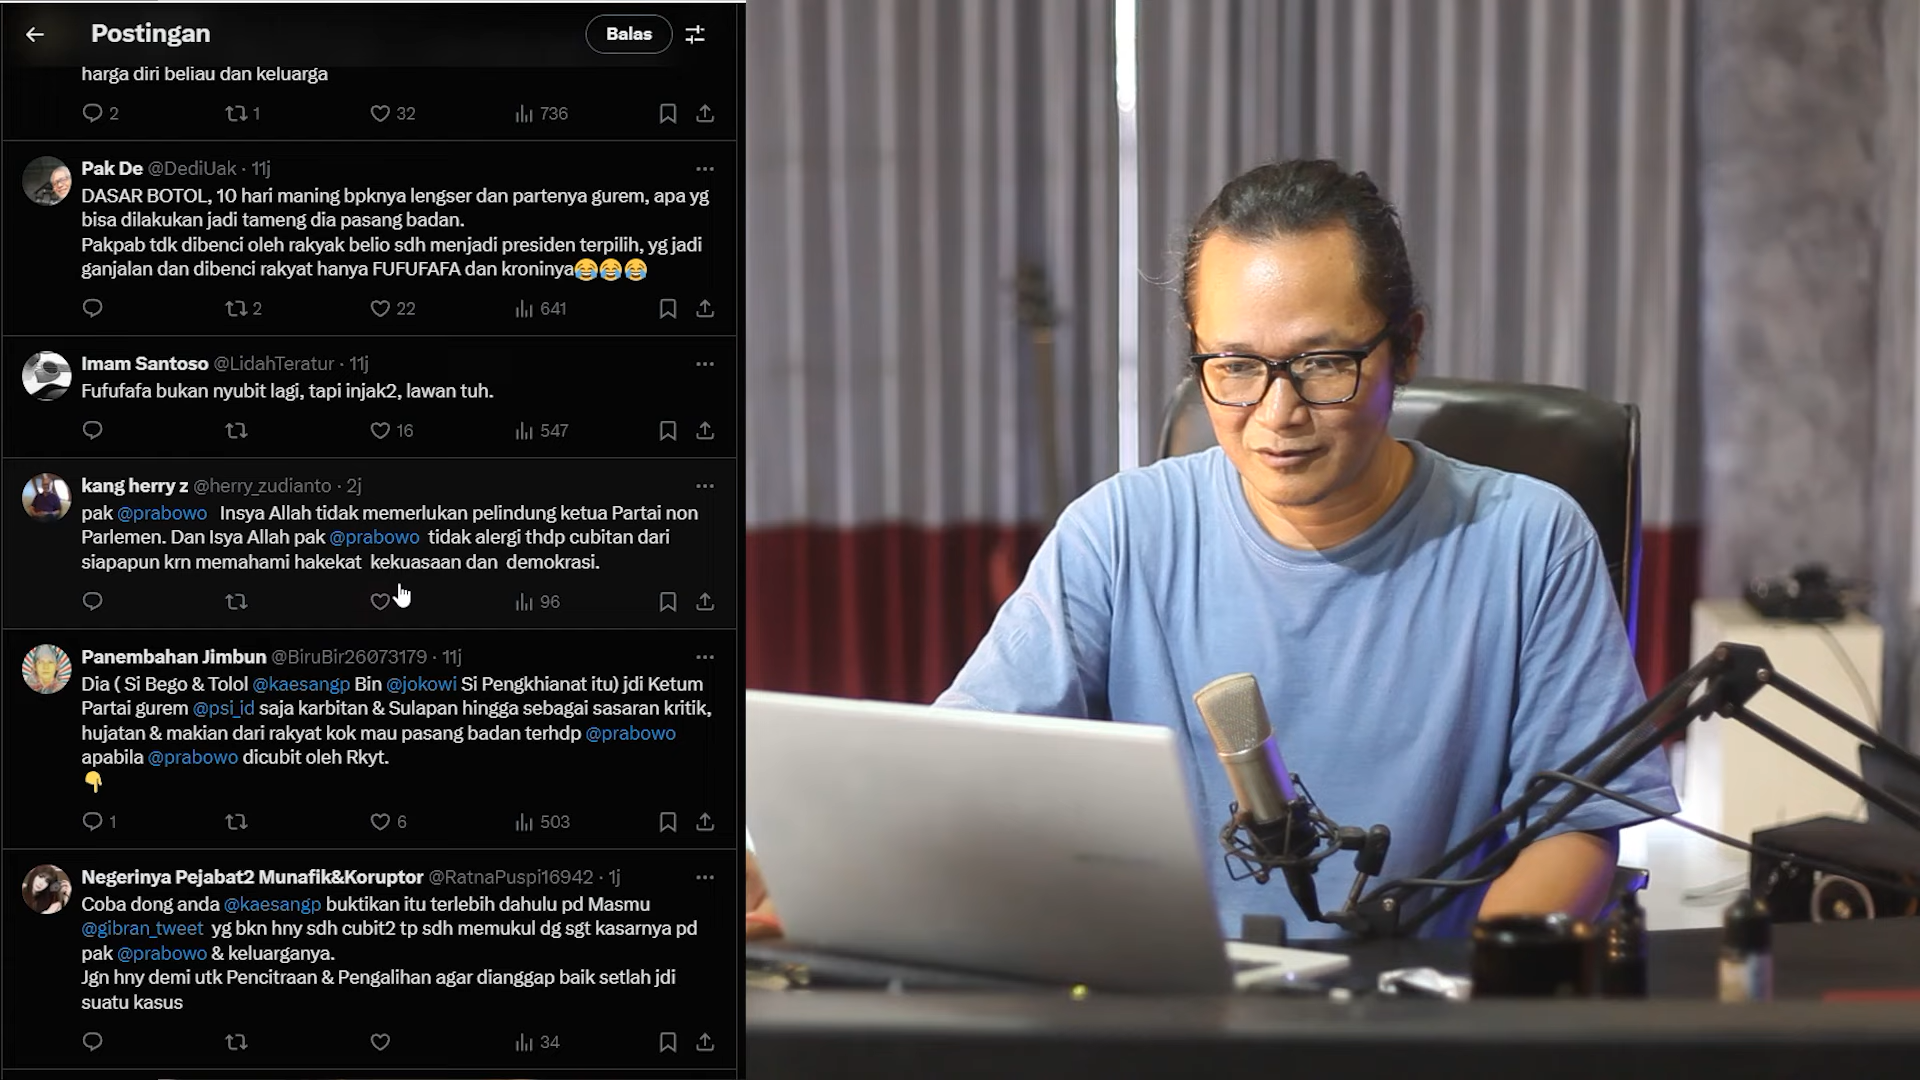 Postingan
Balas
harga diri beliau dan keluarga
2 1 32 736
Pak De @DediUak · 11j
DASAR BOTOL, 10 hari maning bpknya lengser dan partenya gurem, apa yg
bisa dilakukan jadi tameng dia pasang badan.
Pakpab tdk dibenci oleh rakyak belio sdh menjadi presiden terpilih, yg jadi
ganjalan dan dibenci rakyat hanya FUFUFAFA dan kroninya😂😂😂
2 22 641
Imam Santoso @LidahTeratur · 11j
Fufufafa bukan nyubit lagi, tapi injak2, lawan tuh.
16 547
kang herry z @herry_zudianto · 2j
pak @prabowo Insya Allah tidak memerlukan pelindung ketua Partai non
Parlemen. Dan Isya Allah pak @prabowo tidak alergi thdp cubitan dari
siapapun krn memahami hakekat kekuasaan dan demokrasi.
96
Panembahan Jimbun @BiruBir26073179 · 11j
Dia ( Si Bego & Tolol @kaesangp Bin @jokowi Si Pengkhianat itu) jdi Ketum
Partai gurem @psi_id saja karbitan & Sulapan hingga sebagai sasaran kritik,
hujatan & makian dari rakyat kok mau pasang badan terhdp @prabowo
apabila @prabowo dicubit oleh Rkyt.
👇
1 6 503
Negerinya Pejabat2 Munafik&Koruptor @RatnaPuspi16942 · 1j
Coba dong anda @kaesangp buktikan itu terlebih dahulu pd Masmu
@gibran_tweet yg bkn hny sdh cubit2 tp sdh memukul dg sgt kasarnya pd
pak @prabowo & keluarganya.
Jgn hny demi utk Pencitraan & Pengalihan agar dianggap baik setlah jdi
suatu kasus
34